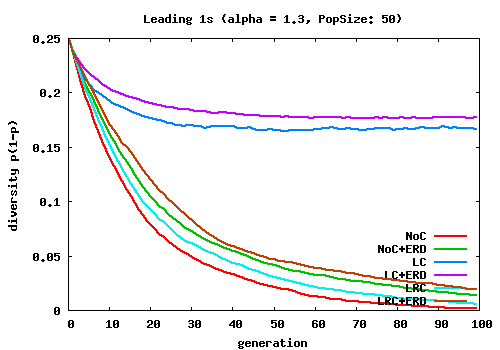 Leading 1s (alpha = 1.3, PopSize: 50)
0.25
0.2
0.15
0.1
0.05
0
diversity p(1-p)
NoC
NoC+ERD
LC
LC+ERD
LRC
LRC+ERD
0 10 20 30 40 50 60 70 80 90 100
generation